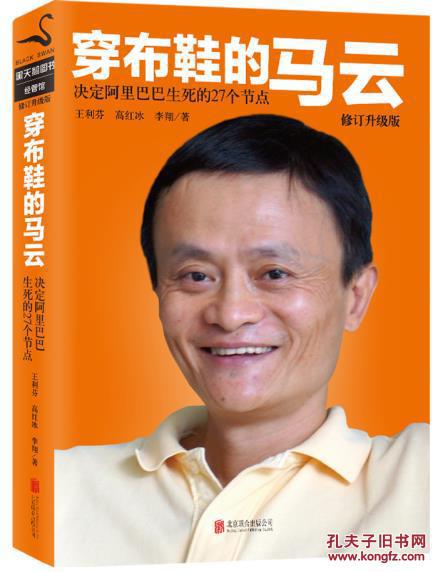 BLACK SWAN
黑天鹅图书
经管馆
修订升级版
穿布鞋的马云
决定阿里巴巴
生死的27个节点
王利芬 高红冰 李翔/著
穿布鞋的马云
决定阿里巴巴生死的27个节点
王利芬 高红冰 李翔/著
修订升级版
北京联合出版公司
孔夫子旧书网
www.kongfz.com